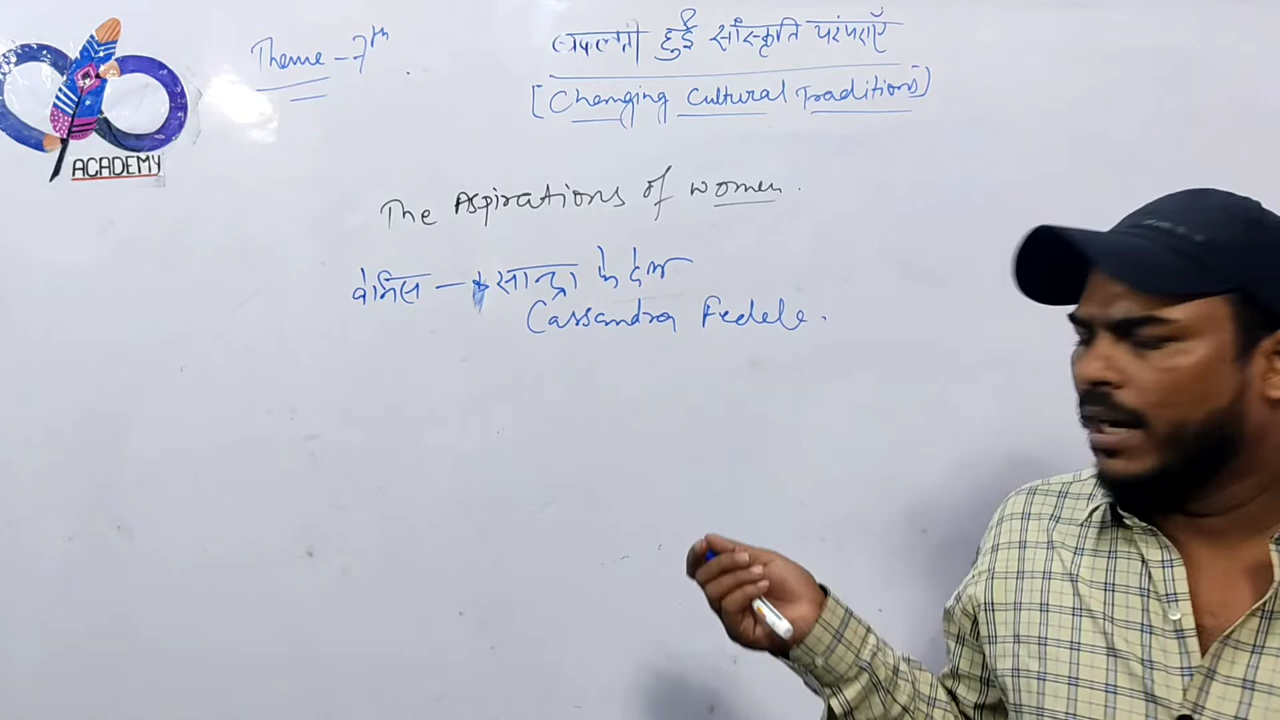 ACADEMY
Theme - 7th
बदलती हुई सांस्कृति परंपराएँ
[Changing Cultural Traditions]
The Aspirations of women.
वेनिस - सान्द्रा फेदेल
Cassandra Fedele.